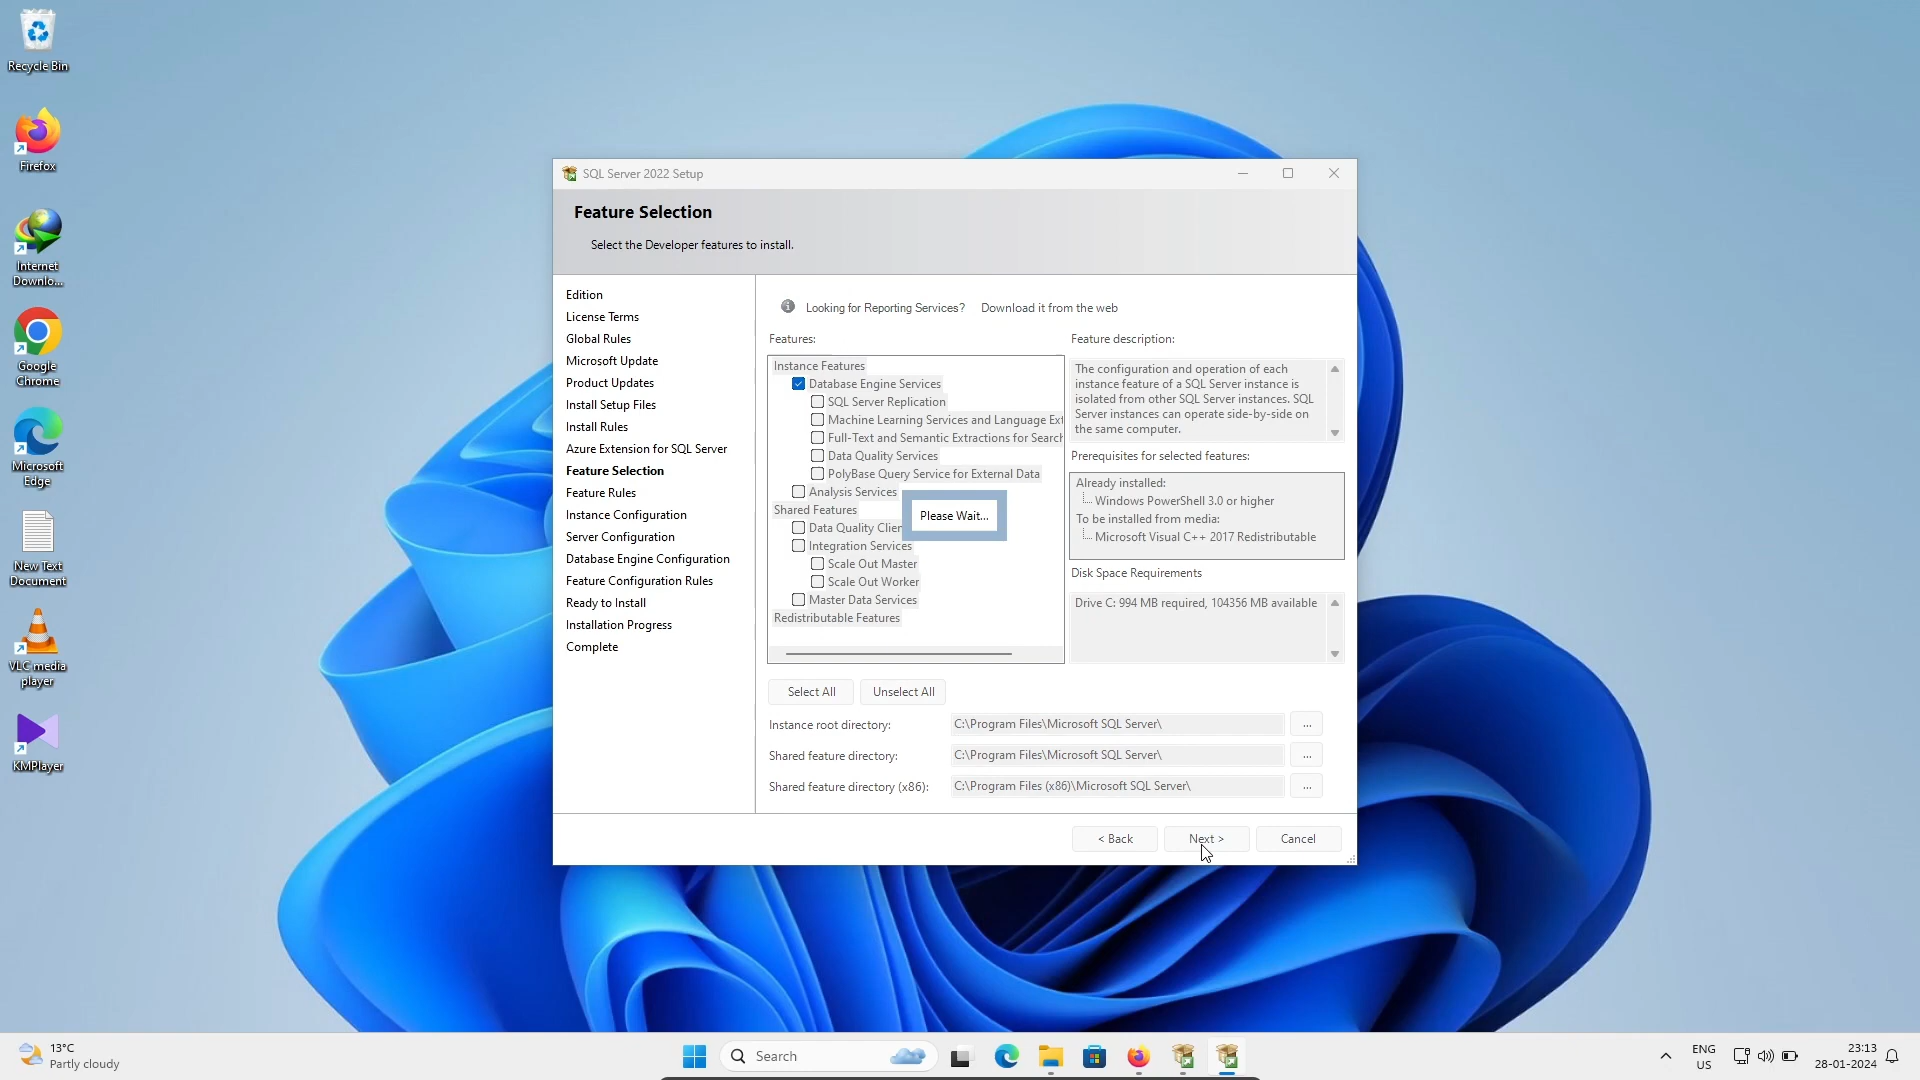 Recycle Bin
Firefox
Internet
Downlo...
Google
Chrome
Microsoft
Edge
New Text
Document
VLC media
player
KMPlayer
SQL Server 2022 Setup
Feature Selection
Select the Developer features to install.
Edition
License Terms
Global Rules
Microsoft Update
Product Updates
Install Setup Files
Install Rules
Azure Extension for SQL Server
Feature Selection
Feature Rules
Instance Configuration
Server Configuration
Database Engine Configuration
Feature Configuration Rules
Ready to Install
Installation Progress
Complete
Looking for Reporting Services? Download it from the web
Features:
Instance Features
Database Engine Services
SQL Server Replication
Machine Learning Services and Language Ext
Full-Text and Semantic Extractions for Search
Data Quality Services
PolyBase Query Service for External Data
Analysis Services
Shared Features
Data Quality Clien
Integration Services
Scale Out Master
Scale Out Worker
Master Data Services
Redistributable Features
Please Wait...
Feature description:
The configuration and operation of each
instance feature of a SQL Server instance is
isolated from other SQL Server instances. SQL
Server instances can operate side-by-side on
the same computer.
Prerequisites for selected features:
Already installed:
Windows PowerShell 3.0 or higher
To be installed from media:
Microsoft Visual C++ 2017 Redistributable
Disk Space Requirements
Drive C: 994 MB required, 104356 MB available
Select All Unselect All
Instance root directory: C:\Program Files\Microsoft SQL Server\ ...
Shared feature directory: C:\Program Files\Microsoft SQL Server\ ...
Shared feature directory (x86): C:\Program Files (x86)\Microsoft SQL Server\ ...
< Back Next > Cancel
13°C
Partly cloudy
Search
ENG
US
23:13
28-01-2024